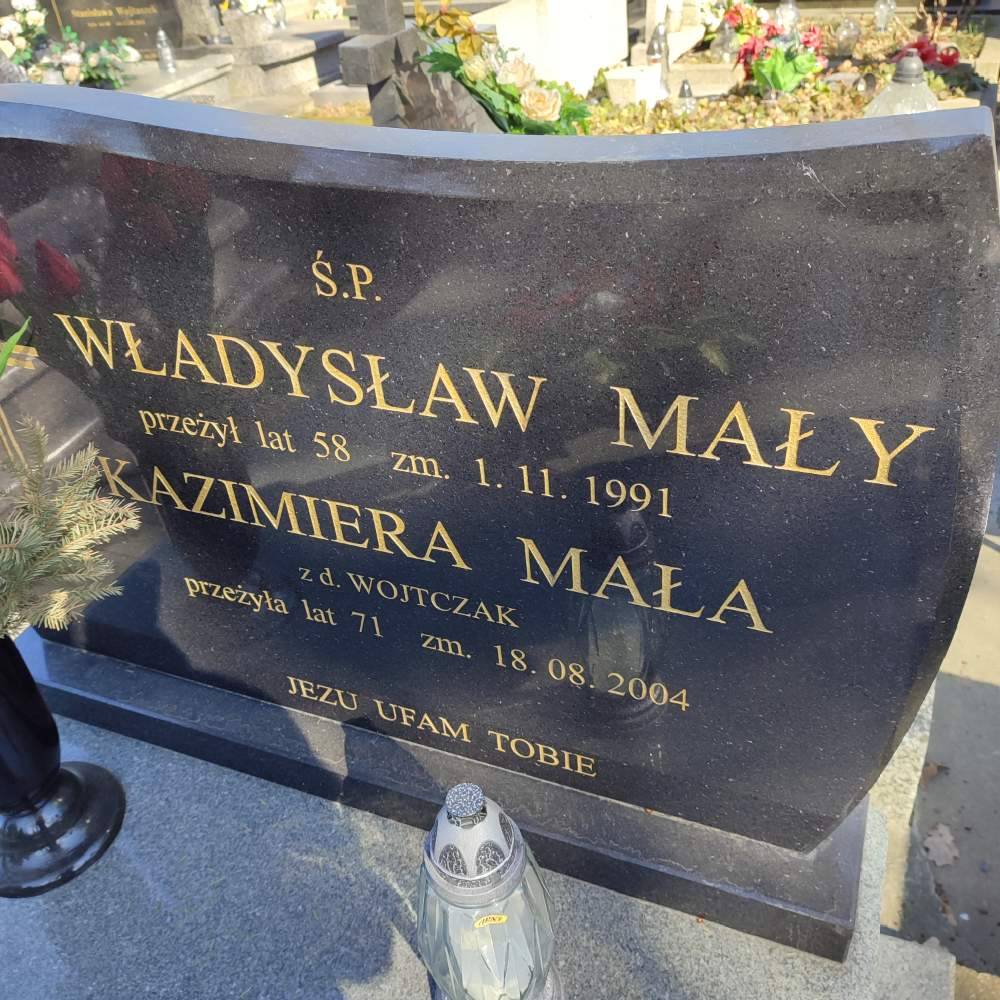 Ś.P.
WŁADYSŁAW MAŁY
przeżył lat 58 zm. 1. 11. 1991
KAZIMIERA MAŁA
z d. WOJTCZAK
przeżyła lat 71 zm. 18. 08. 2004
JEZU UFAM TOBIE